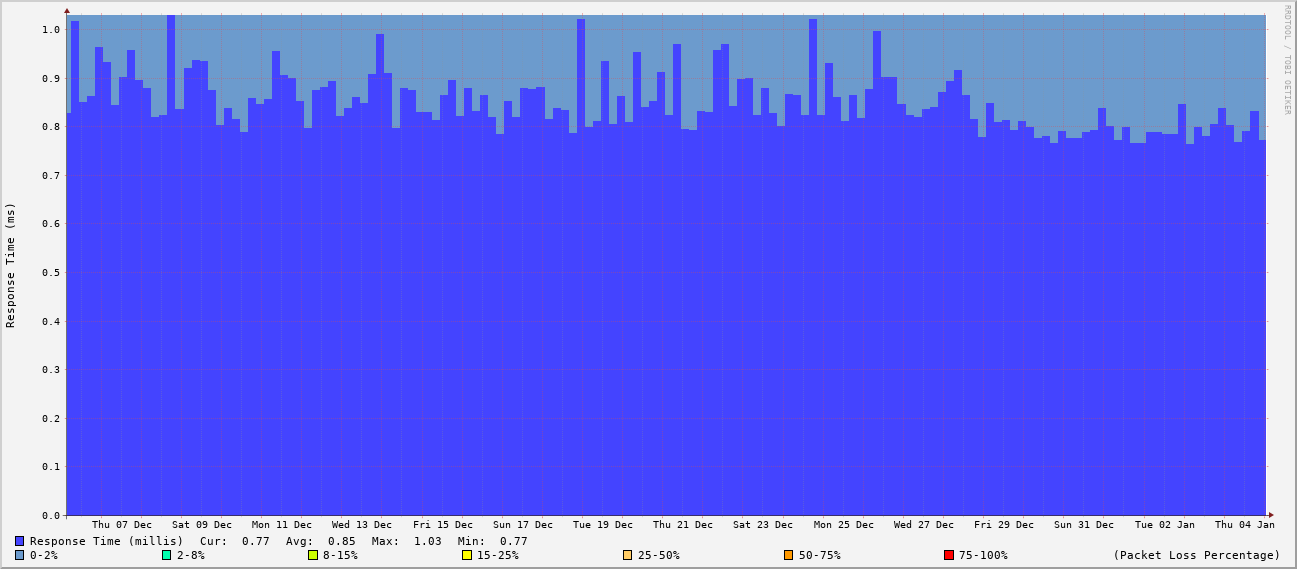 RRDTOOL / TOBI OETIKER
Response Time (ms)
1.0
0.9
0.8
0.7
0.6
0.5
0.4
0.3
0.2
0.1
0.0
Thu 07 Dec Sat 09 Dec Mon 11 Dec Wed 13 Dec Fri 15 Dec Sun 17 Dec Tue 19 Dec Thu 21 Dec Sat 23 Dec Mon 25 Dec Wed 27 Dec Fri 29 Dec Sun 31 Dec Tue 02 Jan Thu 04 Jan
Response Time (millis) Cur: 0.77 Avg: 0.85 Max: 1.03 Min: 0.77
0-2% 2-8% 8-15% 15-25% 25-50% 50-75% 75-100% (Packet Loss Percentage)